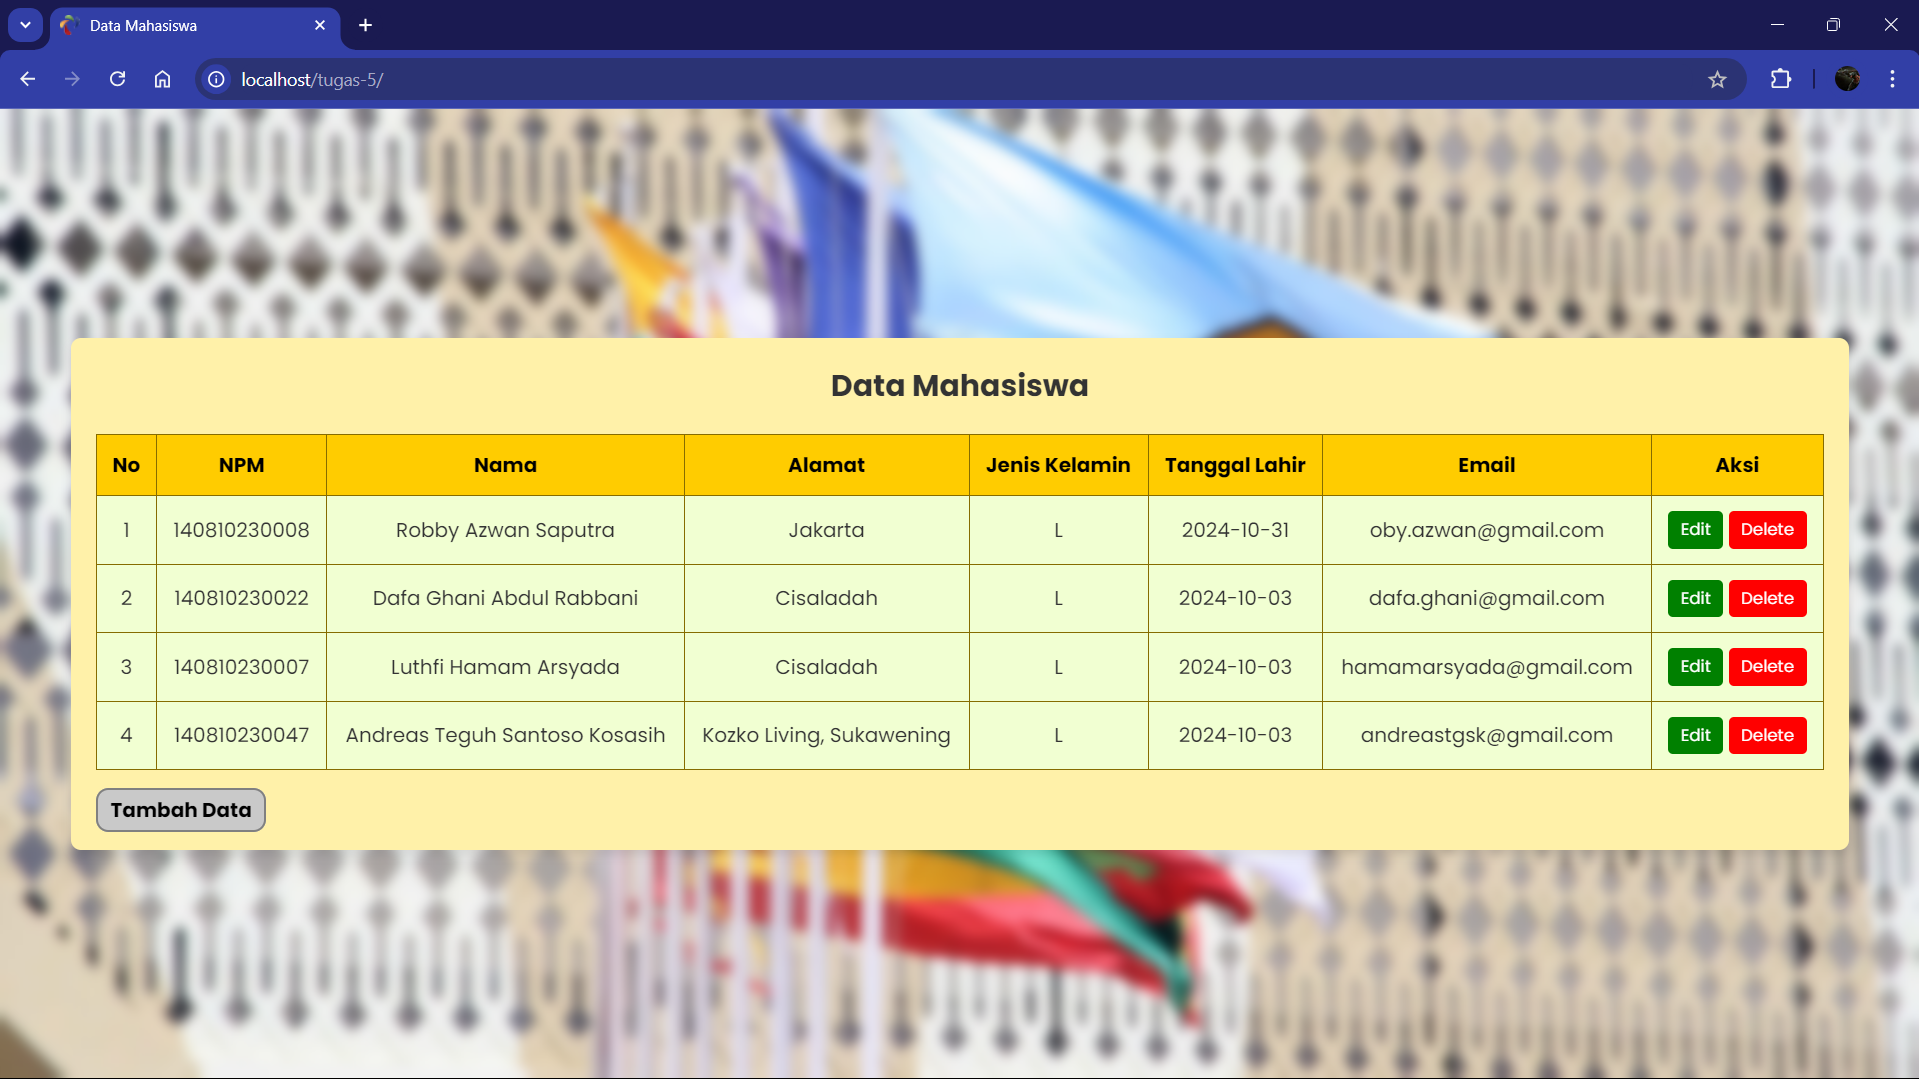 Data Mahasiswa
localhost/tugas-5/
Data Mahasiswa
No NPM Nama Alamat Jenis Kelamin Tanggal Lahir Email Aksi
1 140810230008 Robby Azwan Saputra Jakarta L 2024-10-31 oby.azwan@gmail.com Edit Delete
2 140810230022 Dafa Ghani Abdul Rabbani Cisaladah L 2024-10-03 dafa.ghani@gmail.com Edit Delete
3 140810230007 Luthfi Hamam Arsyada Cisaladah L 2024-10-03 hamamarsyada@gmail.com Edit Delete
4 140810230047 Andreas Teguh Santoso Kosasih Kozko Living, Sukawening L 2024-10-03 andreastgsk@gmail.com Edit Delete
Tambah Data